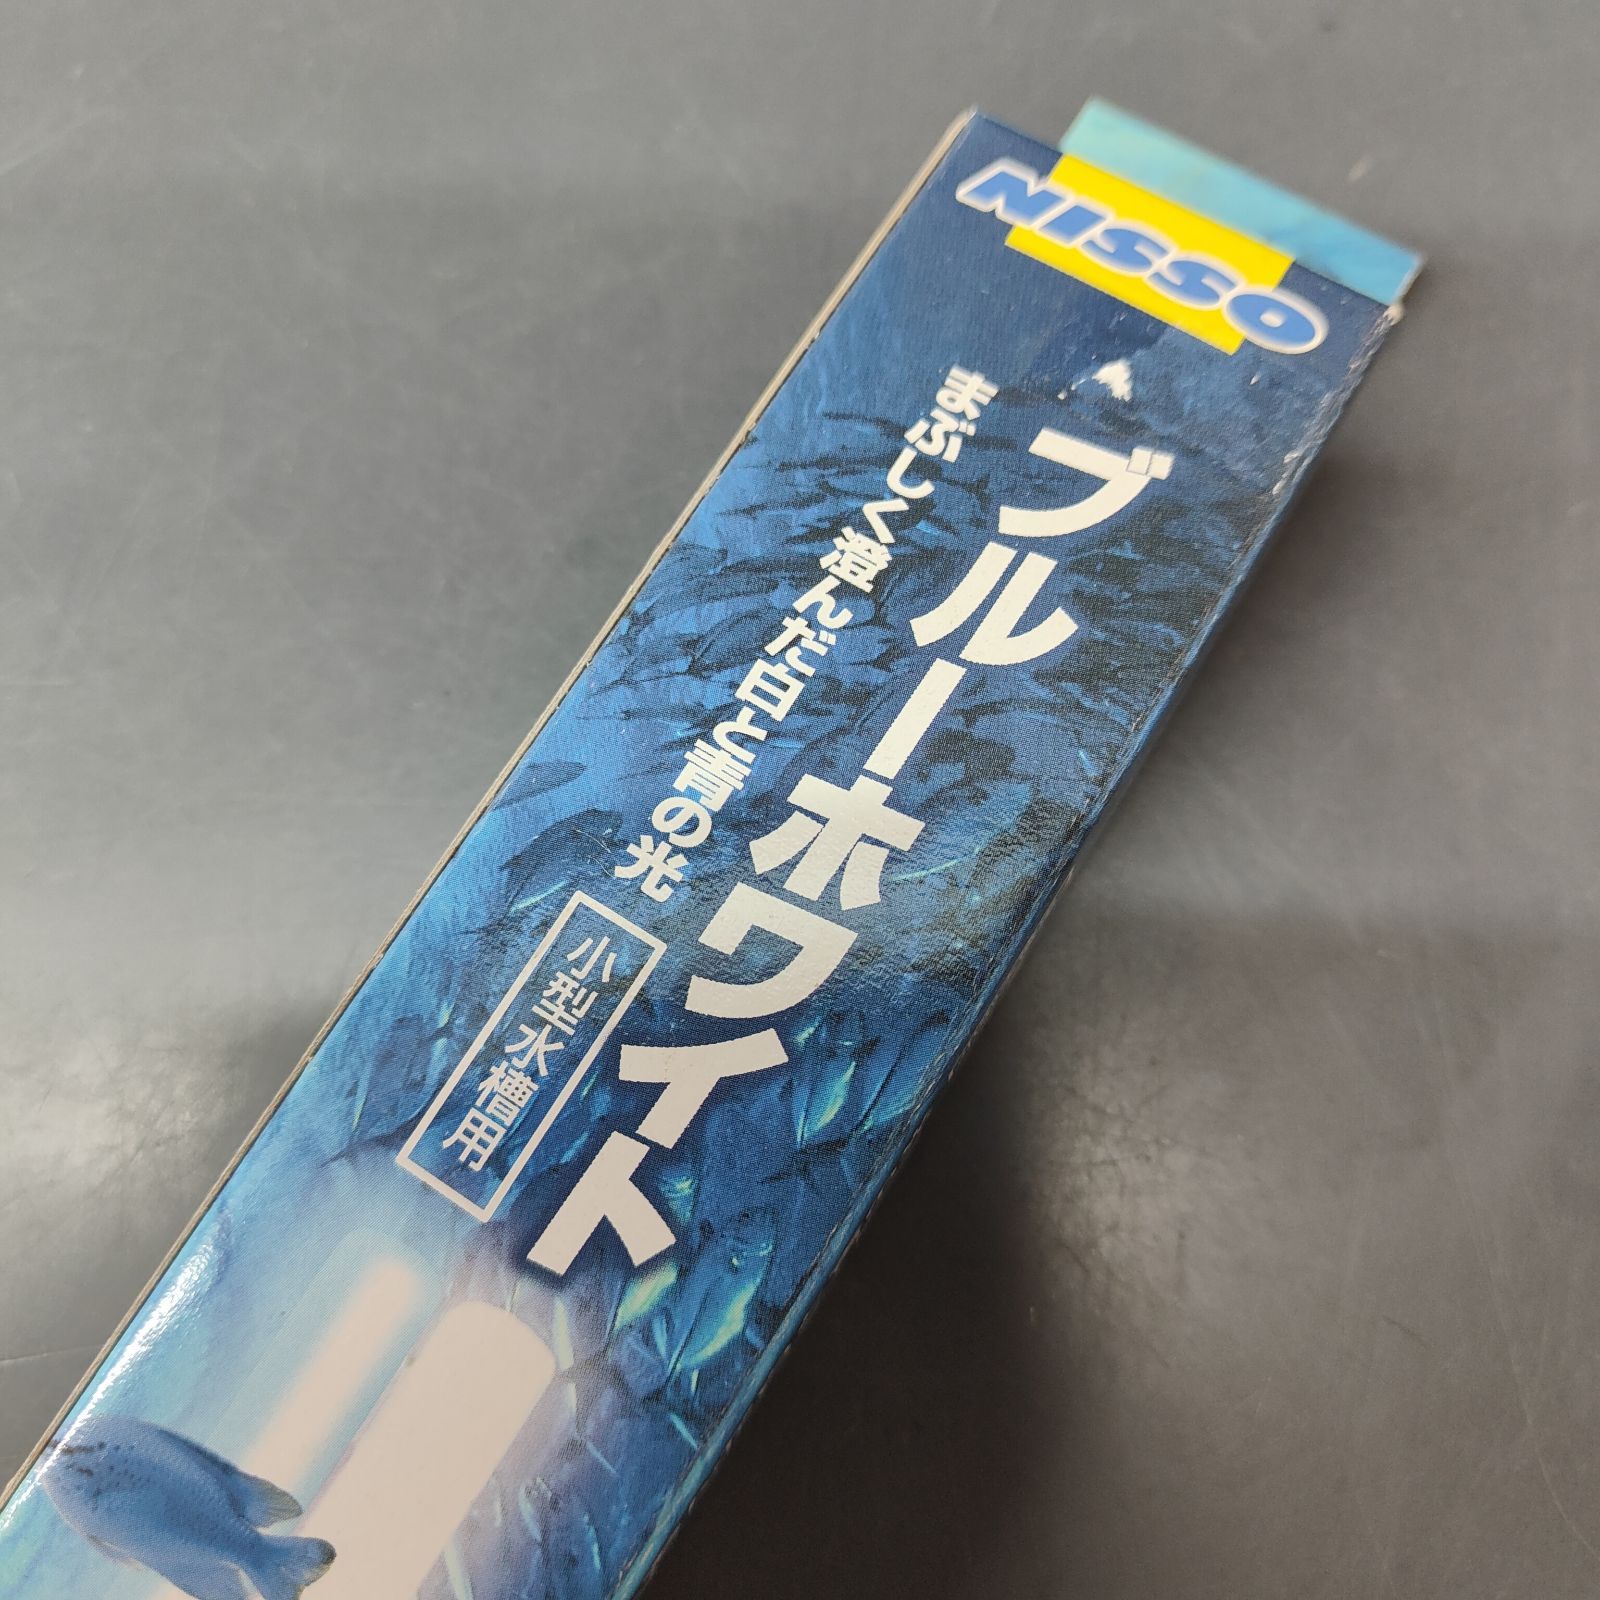 NISSO
ブルーホワイト
まぶしく澄んだ白と青の光
小型水槽用